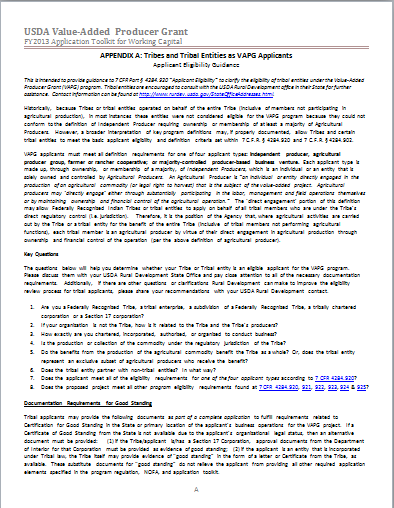 USDA Value-Added Producer Grant
FY2013 Application Toolkit for Working Capital
APPENDIX A: Tribes and Tribal Entities as VAPG Applicants
Applicant Eligibility Guidance
This is intended to provide guidance to 7 CFR Part § 4284.920 "Applicant Eligibility" to clarify the eligibility of tribal entities under the Value-Added
Producer Grant (VAPG) program. Tribal entities are encouraged to consult with the USDA Rural Development office in their State for further
assistance. Contact information can be found at http://www.rurdev.usda.gov/StateOfficeAddresses.html.
Historically, because Tribes or tribal entities operated on behalf of the entire Tribe (inclusive of members not participating in
agricultural production), in most instances these entities were not considered eligible for the VAPG program because they could not
conform to the definition of Independent Producer requiring ownership or membership of at least a majority of Agricultural
Producers. However, a broader interpretation of key program definitions may, if properly documented, allow Tribes and certain
tribal entities to meet the basic applicant eligibility and definition criteria set within 7 C.F.R. § 4284.920 and 7 C.F.R. § 4284.902.
VAPG applicants must meet all definition requirements for one of four applicant types: independent producer, agricultural
producer group, farmer or rancher cooperative, or majority-controlled producer-based business venture. Each applicant type is
made up, through ownership, or membership of a majority, of Independent Producers, which is an individual or an entity that is
solely owned and controlled by Agricultural Producers. An Agricultural Producer is "an individual or entity directly engaged in the
production of an agricultural commodity (or legal right to harvest) that is the subject of the value-added project. Agricultural
producers may 'directly engage' either through substantially participating in the labor, management and field operations themselves
or by maintaining ownership and financial control of the agricultural operation." The 'direct engagement' portion of this definition
may allow Federally Recognized Indian Tribes or tribal entities to apply on behalf of all tribal members who are under the Tribe's
direct regulatory control (i.e. jurisdiction). Therefore, it is the position of the Agency that, where agricultural activities are carried
out by the Tribe or a tribal entity for the benefit of the entire Tribe (inclusive of tribal members not performing agricultural
functions), each tribal member is an agricultural producer by virtue of their direct engagement in agricultural production through
ownership and financial control of the operation (per the above definition of agricultural producer).
Key Questions
The questions below will help you determine whether your Tribe or Tribal entity is an eligible applicant for the VAPG program.
Please discuss them with your USDA Rural Development State Office and pay close attention to all of the necessary documentation
requirements. Additionally, if there are other questions or clarifications Rural Development can make to improve the eligibility
review process for tribal applicants, please share your recommendations with your USDA Rural Development contact.
1. Are you a Federally Recognized Tribe, a tribal enterprise, a subdivision of a Federally Recognized Tribe, a tribally chartered
corporation or a Section 17 corporation?
2. If your organization is not the Tribe, how is it related to the Tribe and the Tribe's producers?
3. How exactly are you chartered, incorporated, authorized, or organized to conduct business?
4. Is the production or collection of the commodity under the regulatory jurisdiction of the Tribe?
5. Do the benefits from the production of the agricultural commodity benefit the Tribe as a whole? Or, does the tribal entity
represent an exclusive subset of agricultural producers who receive the benefit?
6. Does the tribal entity partner with non-tribal entities? In what way?
7. Does the applicant meet all of the eligibility requirements for one of the four applicant types according to 7 CFR 4284.920?
8. Does the proposed project meet all other program eligibility requirements found at 7 CFR 4284.920, 921, 922, 923, 924 & 925?
Documentation Requirements for Good Standing
Tribal applicants may provide the following documents as part of a complete application to fulfill requirements related to
Certification for Good Standing in the State or primary location of the applicant's business operations for the VAPG project. If a
Certificate of Good Standing from the State is not available due to the applicant's organizational legal status, then an alternative
document must be provided: (1) If the Tribe/applicant is/has a Section 17 Corporation, approval documents from the Department
of Interior for that Corporation must be provided as evidence of good standing; (2) If the applicant is an entity that is incorporated
under Tribal law, the Tribe itself may provide evidence of "good standing" in the form of a letter or Certificate from the Tribe, as
available. These substitute documents for "good standing" do not relieve the applicant from providing all other required application
elements specified in the program regulation, NOFA, and application toolkit.
A